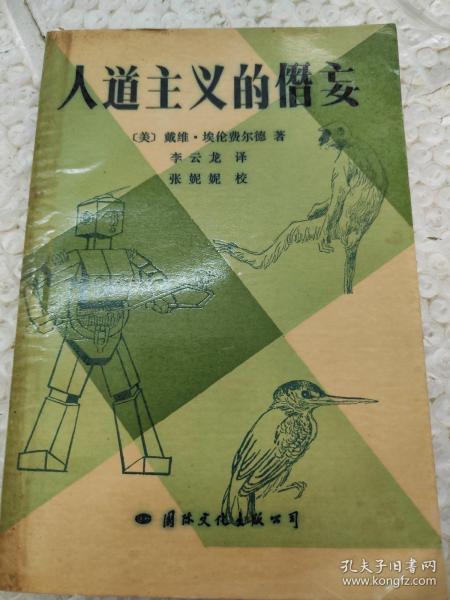 人道主义的僭妄
〔美〕 戴维·埃伦费尔德 著
李云龙 译
张妮妮 校
国际文化出版公司
孔夫子旧书网
www.kongfz.com